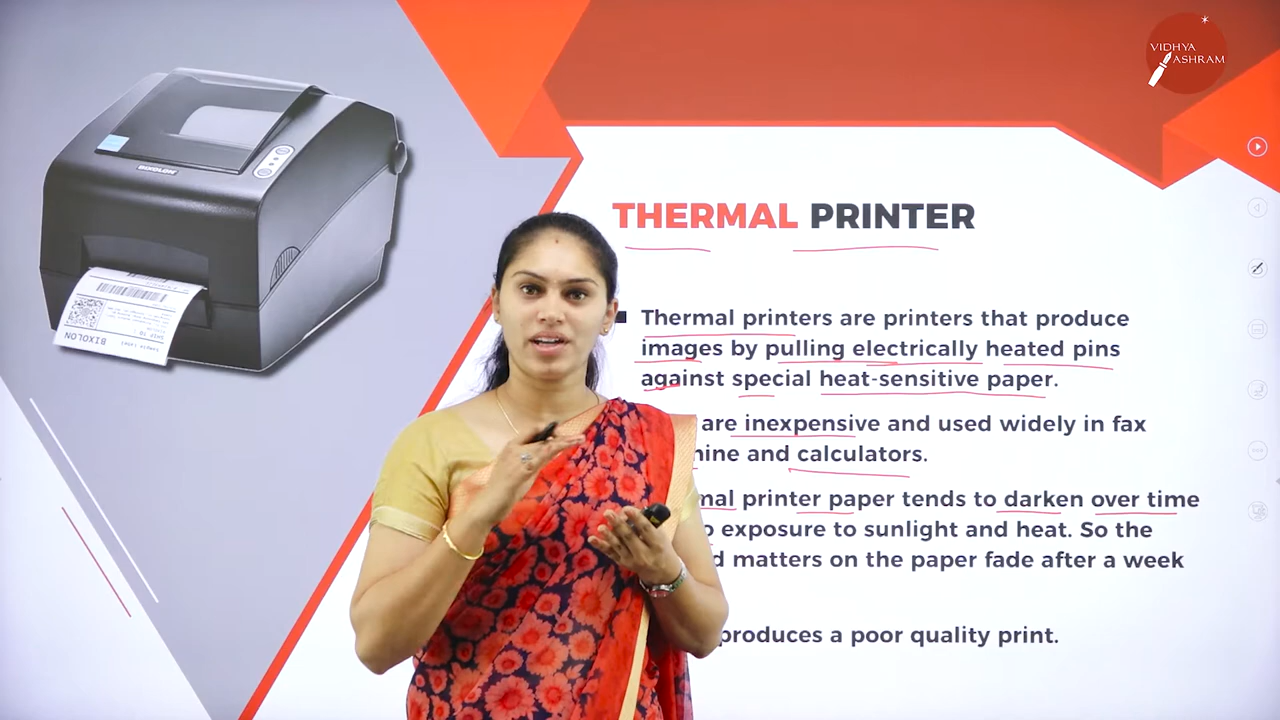 VIDHYA
ASHRAM
THERMAL PRINTER
Thermal printers are printers that produce
images by pulling electrically heated pins
against special heat-sensitive paper.
are inexpensive and used widely in fax
and calculators.
printer paper tends to darken over time
exposure to sunlight and heat. So the
matters on the paper fade after a week
produces a poor quality print.
BIXOLON
BIXOLON